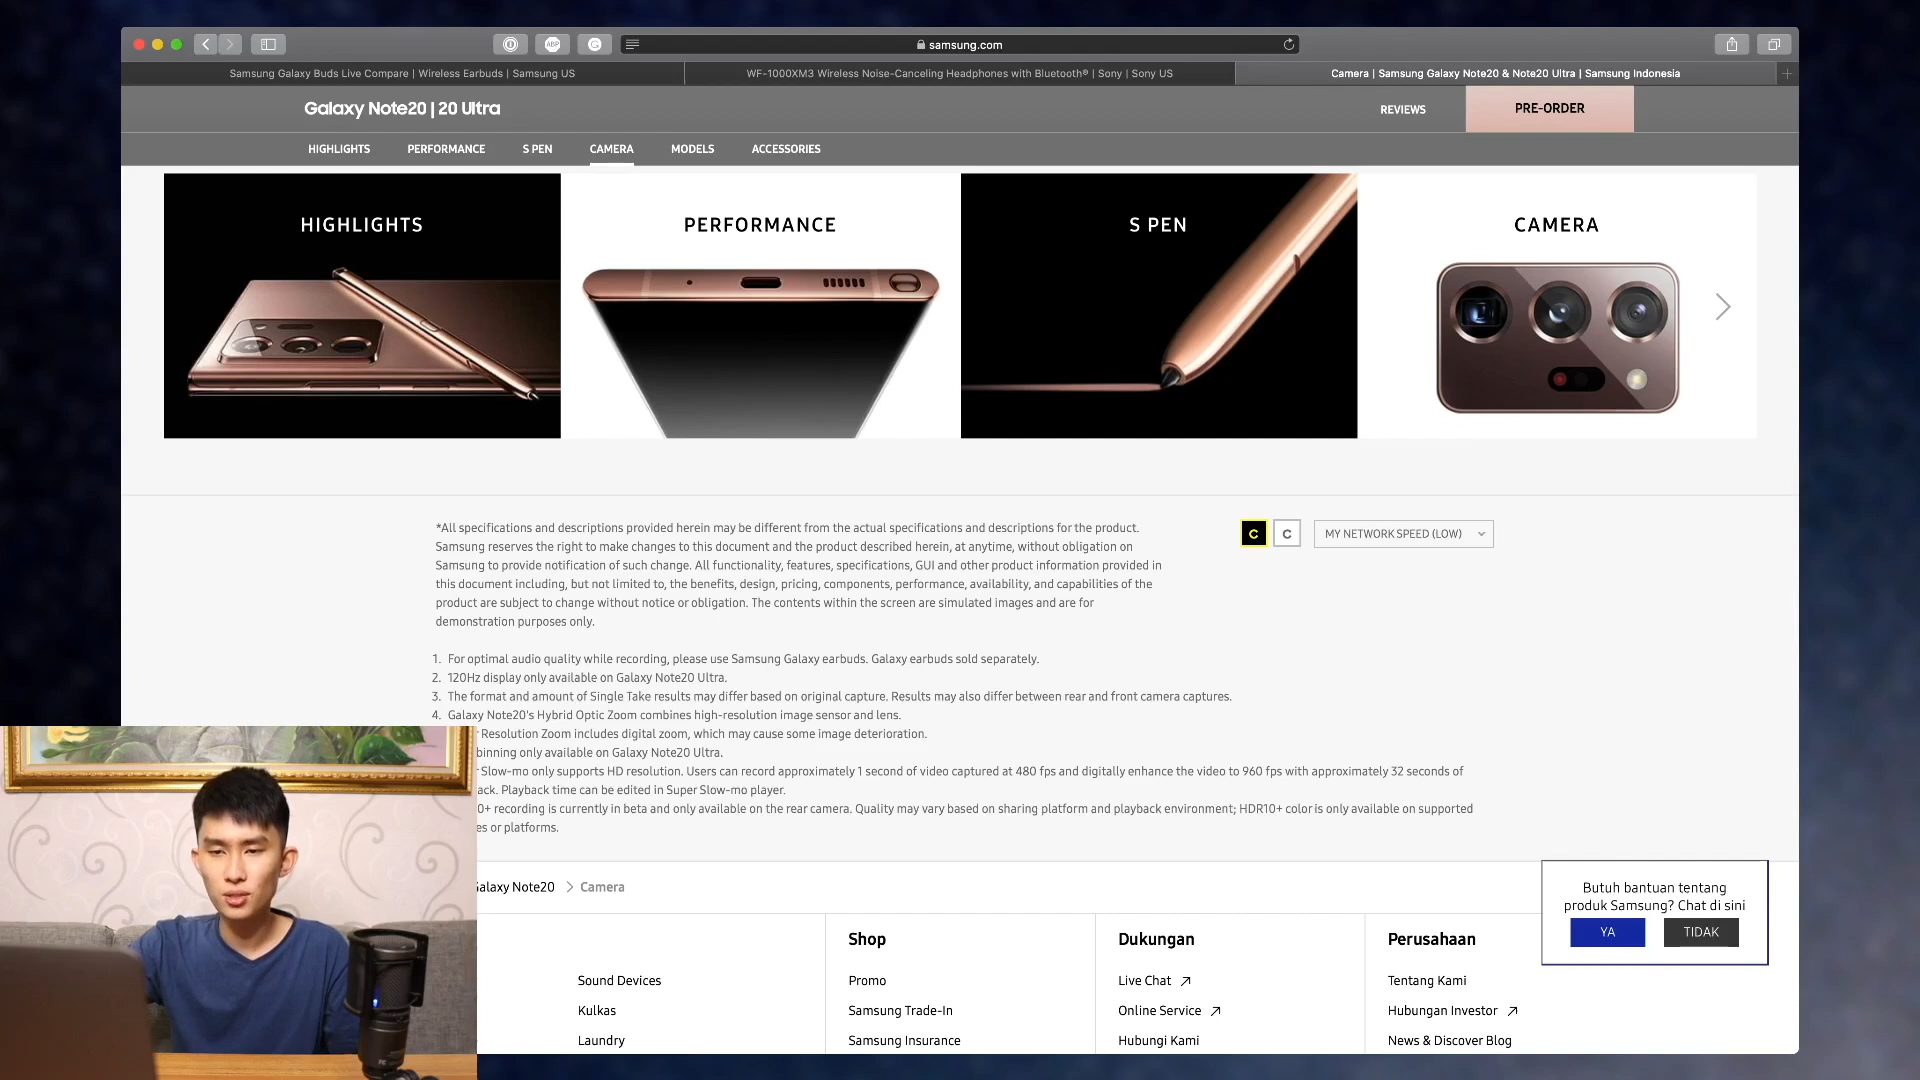 samsung.com
Samsung Galaxy Buds Live Compare | Wireless Earbuds | Samsung US
WF-1000XM3 Wireless Noise-Canceling Headphones with Bluetooth® | Sony | Sony US
Camera | Samsung Galaxy Note20 & Note20 Ultra | Samsung Indonesia
Galaxy Note20 | 20 Ultra
REVIEWS
PRE-ORDER
HIGHLIGHTS
PERFORMANCE
S PEN
CAMERA
MODELS
ACCESSORIES
HIGHLIGHTS
PERFORMANCE
S PEN
CAMERA
*All specifications and descriptions provided herein may be different from the actual specifications and descriptions for the product.
Samsung reserves the right to make changes to this document and the product described herein, at anytime, without obligation on
Samsung to provide notification of such change. All functionality, features, specifications, GUI and other product information provided in
this document including, but not limited to, the benefits, design, pricing, components, performance, availability, and capabilities of the
product are subject to change without notice or obligation. The contents within the screen are simulated images and are for
demonstration purposes only.
C
C
MY NETWORK SPEED (LOW)
1. For optimal audio quality while recording, please use Samsung Galaxy earbuds. Galaxy earbuds sold separately.
2. 120Hz display only available on Galaxy Note20 Ultra.
3. The format and amount of Single Take results may differ based on original capture. Results may also differ between rear and front camera captures.
4. Galaxy Note20's Hybrid Optic Zoom combines high-resolution image sensor and lens.
Resolution Zoom includes digital zoom, which may cause some image deterioration.
binning only available on Galaxy Note20 Ultra.
Slow-mo only supports HD resolution. Users can record approximately 1 second of video captured at 480 fps and digitally enhance the video to 960 fps with approximately 32 seconds of
ack. Playback time can be edited in Super Slow-mo player.
0+ recording is currently in beta and only available on the rear camera. Quality may vary based on sharing platform and playback environment; HDR10+ color is only available on supported
es or platforms.
Galaxy Note20
Camera
Butuh bantuan tentang
produk Samsung? Chat di sini
YA
TIDAK
Sound Devices
Kulkas
Laundry
Shop
Promo
Samsung Trade-In
Samsung Insurance
Dukungan
Live Chat
Online Service
Hubungi Kami
Perusahaan
Tentang Kami
Hubungan Investor
News & Discover Blog